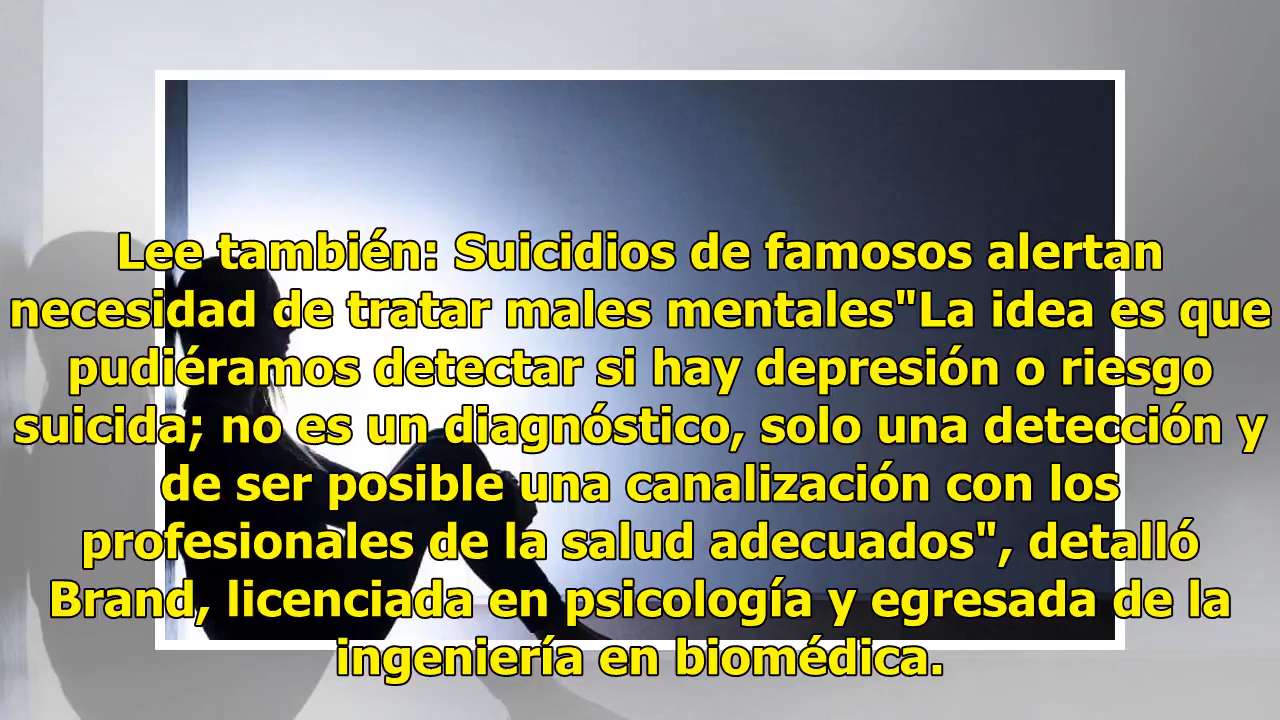 Lee también: Suicidios de famosos alertan
necesidad de tratar males mentales"La idea es que
pudiéramos detectar si hay depresión o riesgo
suicida; no es un diagnóstico, solo una detección y
de ser posible una canalización con los
profesionales de la salud adecuados", detalló
Brand, licenciada en psicología y egresada de la
ingeniería en biomédica.